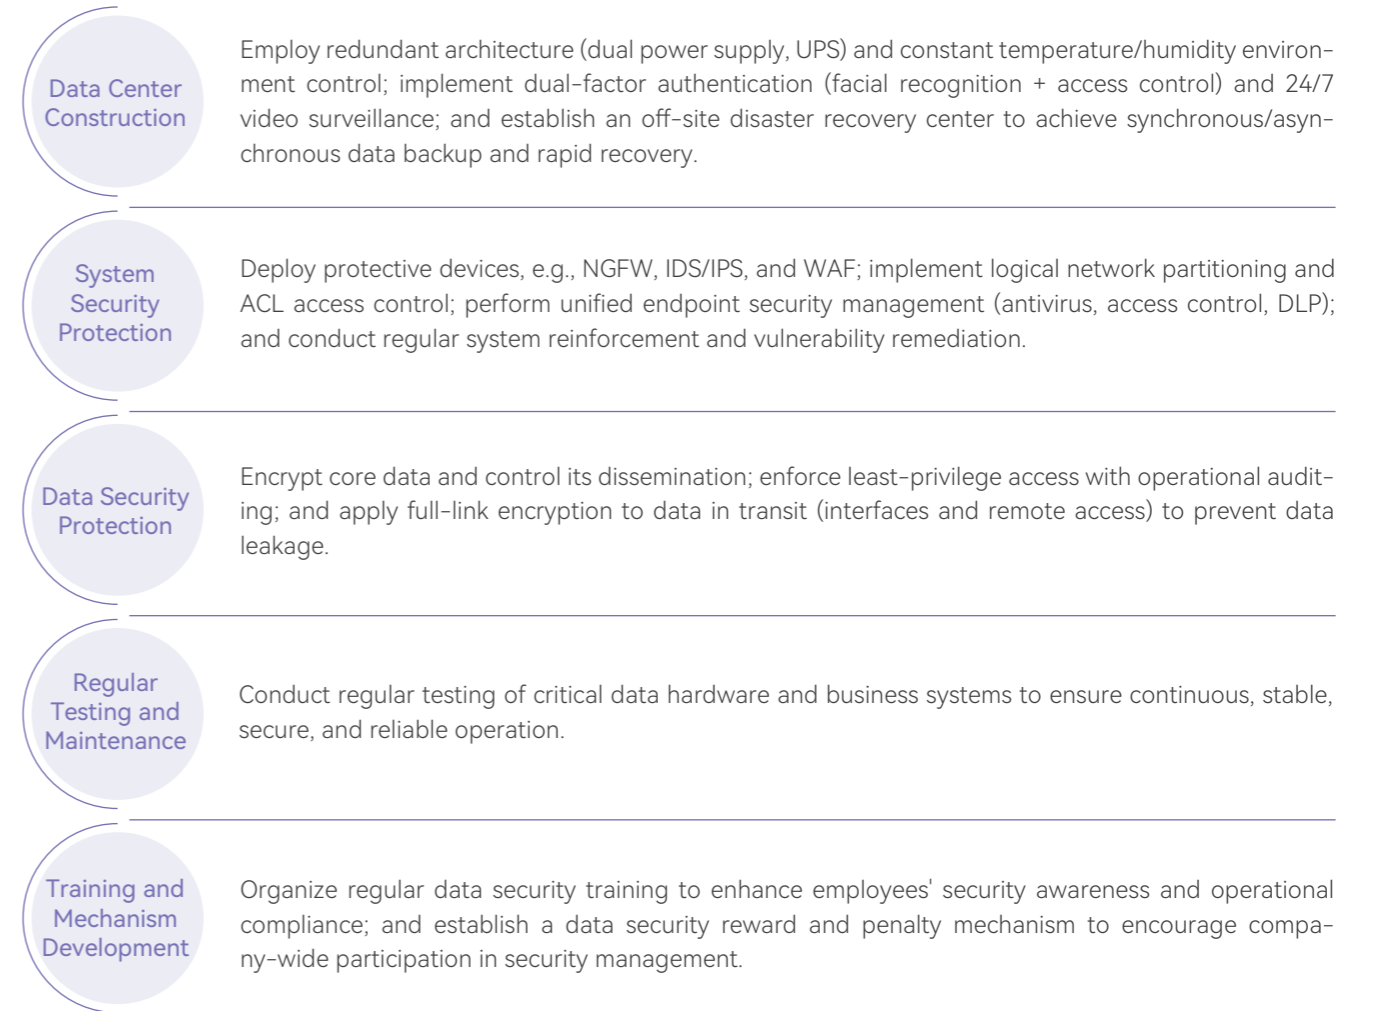 Data Center
Construction
Employ redundant architecture (dual power supply, UPS) and constant temperature/humidity environ-
ment control; implement dual-factor authentication (facial recognition + access control) and 24/7
video surveillance; and establish an off-site disaster recovery center to achieve synchronous/asyn-
chronous data backup and rapid recovery.
System
Security
Protection
Deploy protective devices, e.g., NGFW, IDS/IPS, and WAF; implement logical network partitioning and
ACL access control; perform unified endpoint security management (antivirus, access control, DLP);
and conduct regular system reinforcement and vulnerability remediation.
Data Security
Protection
Encrypt core data and control its dissemination; enforce least-privilege access with operational audit-
ing; and apply full-link encryption to data in transit (interfaces and remote access) to prevent data
leakage.
Regular
Testing and
Maintenance
Conduct regular testing of critical data hardware and business systems to ensure continuous, stable,
secure, and reliable operation.
Training and
Mechanism
Development
Organize regular data security training to enhance employees' security awareness and operational
compliance; and establish a data security reward and penalty mechanism to encourage compa-
ny-wide participation in security management.